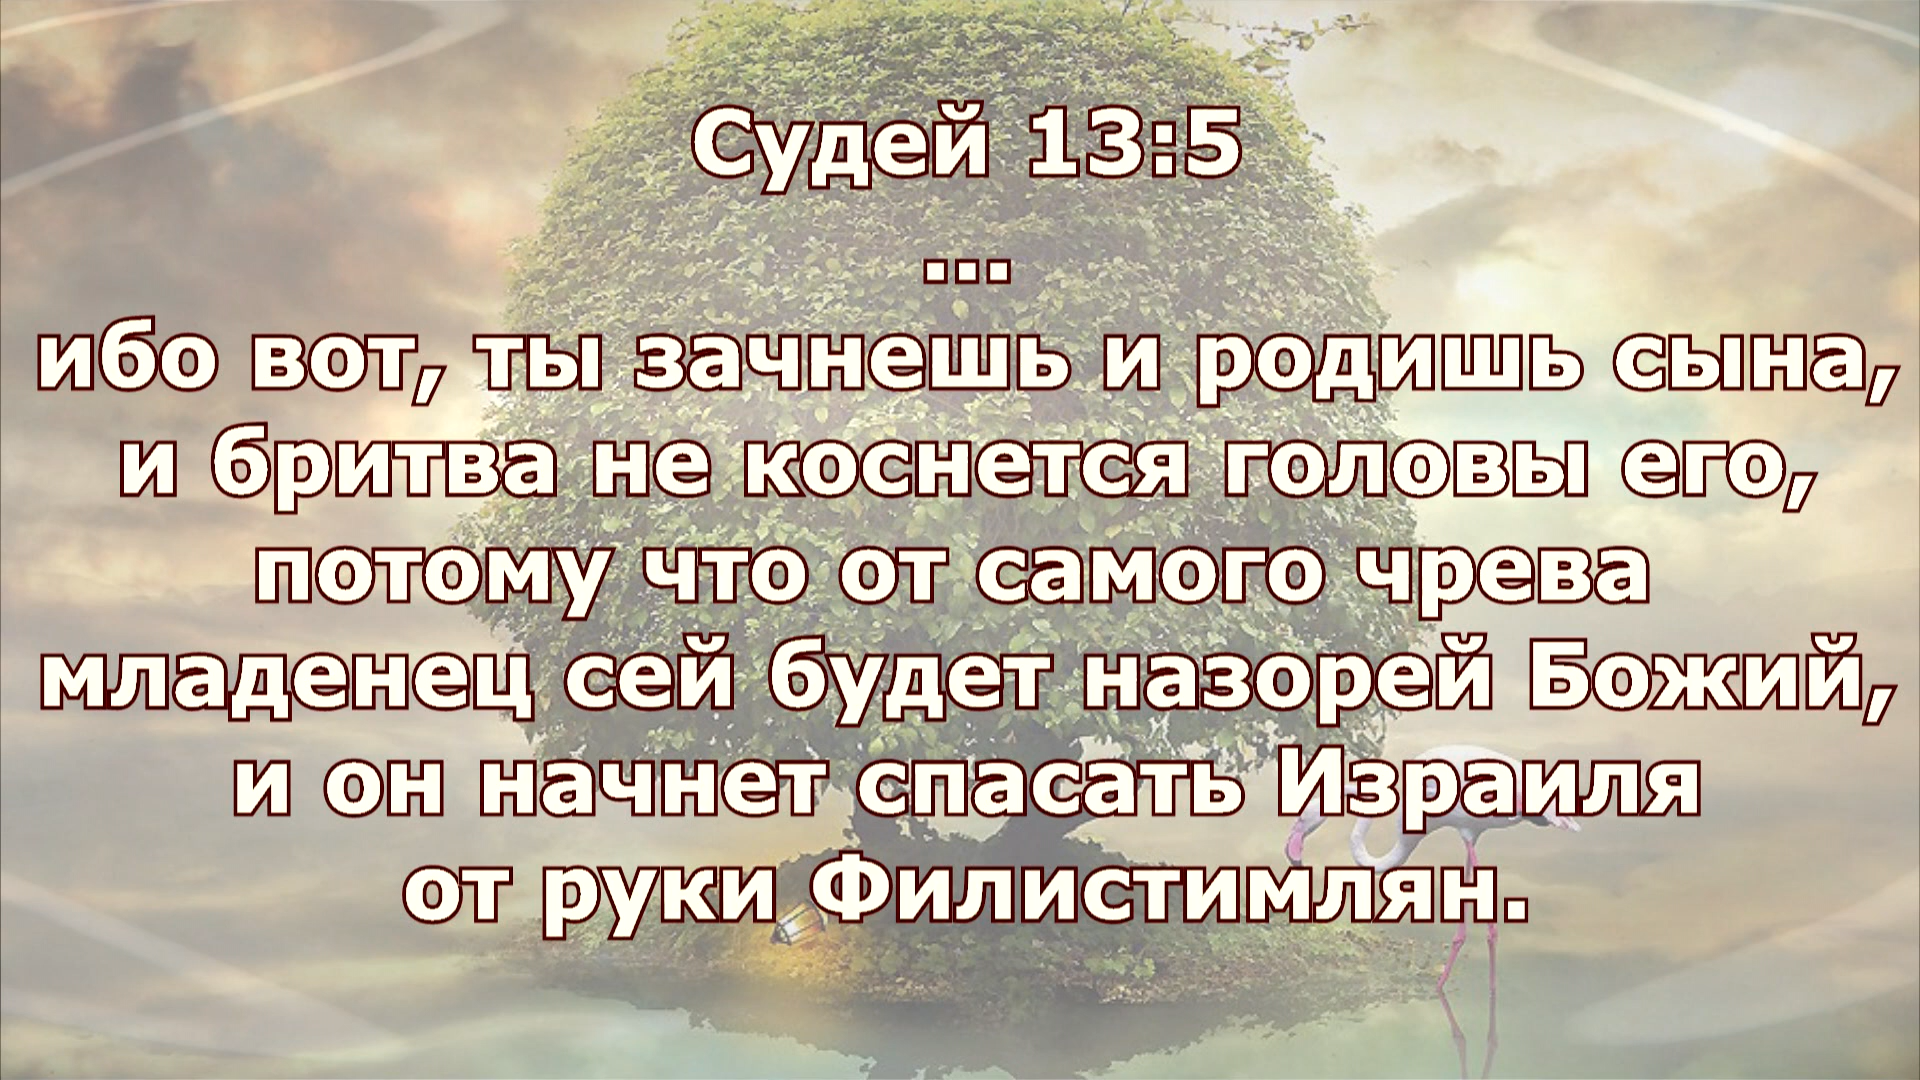 Судей 13:5
...
ибо вот, ты зачнешь и родишь сына,
и бритва не коснется головы его,
потому что от самого чрева
младенец сей будет назорей Божий,
и он начнет спасать Израиля
от руки Филистимлян.